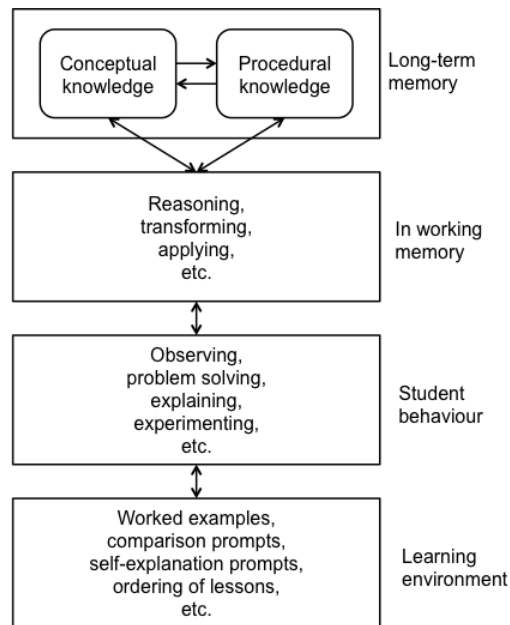 Conceptual
knowledge
Procedural
knowledge
Long-term
memory
Reasoning,
transforming,
applying,
etc.
In working
memory
Observing,
problem solving,
explaining,
experimenting,
etc.
Student
behaviour
Worked examples,
comparison prompts,
self-explanation prompts,
ordering of lessons,
etc.
Learning
environment